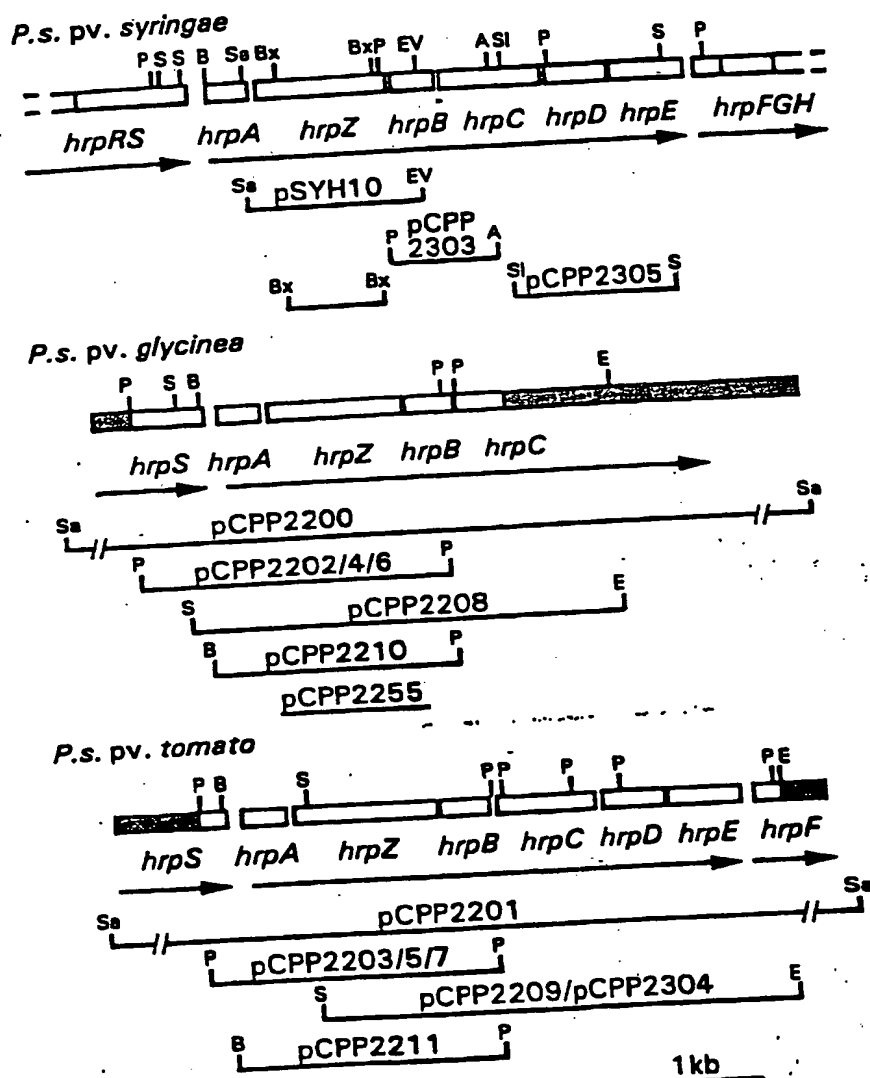 P.s. pv. syringae
P S S B Sa Bx BxP EV A Sl P S P
hrpRS hrpA hrpZ hrpB hrpC hrpD hrpE hrpFGH
Sa pSYH10 EV
P pCPP 2303 A
Bx Bx
Sl pCPP2305 S
P.s. pv. glycinea
P S B P P E
hrpS hrpA hrpZ hrpB hrpC
Sa pCPP2200 Sa
P pCPP2202/4/6 P
S pCPP2208 E
B pCPP2210 P
pCPP2255
P.s. pv. tomato
P B S P P P P P E
hrpS hrpA hrpZ hrpB hrpC hrpD hrpE hrpF
Sa pCPP2201 Sa
P pCPP2203/5/7 P
S pCPP2209/pCPP2304 E
B pCPP2211 P
1kb